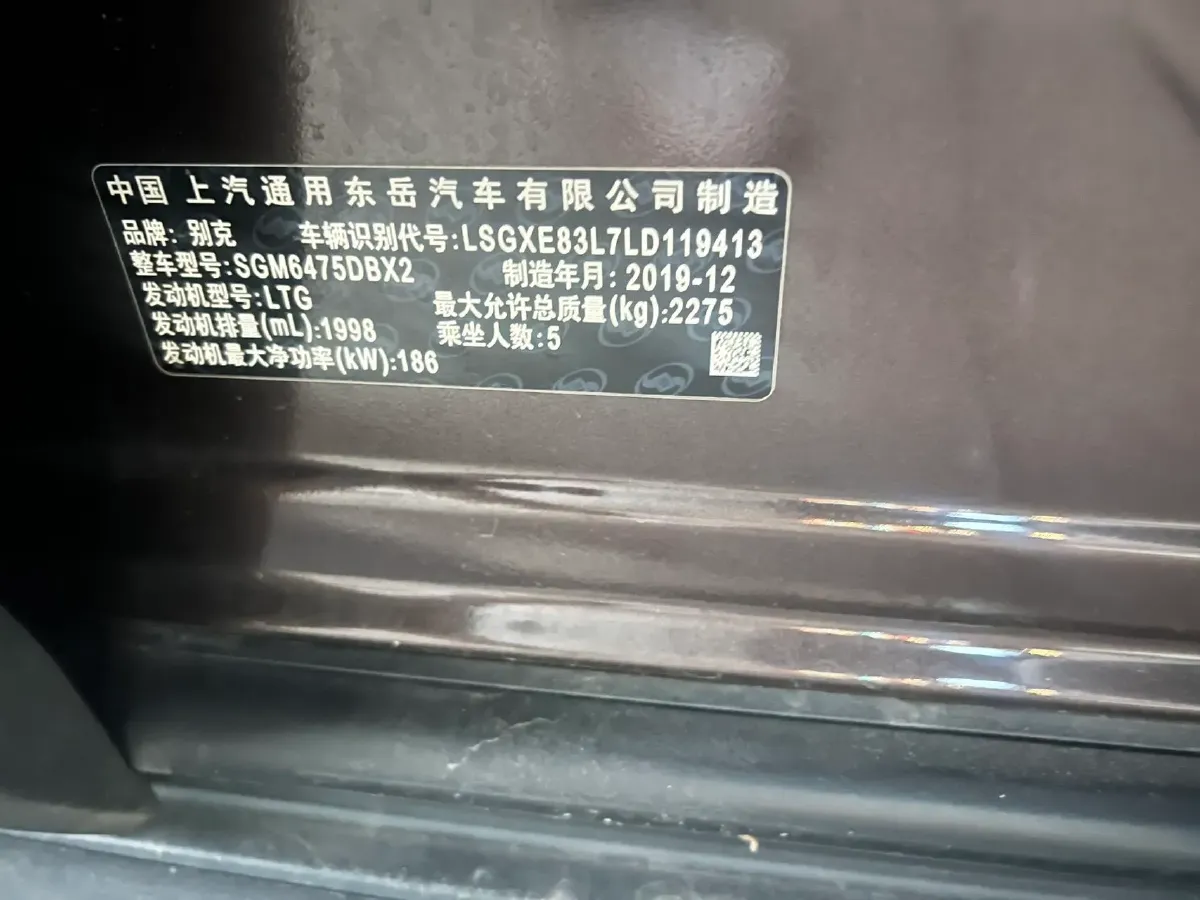 中国 上汽通用东岳汽车有限公司制造
品牌: 别克 车辆识别代号:LSGXE83L7LD119413
整车型号:SGM6475DBX2 制造年月: 2019-12
发动机型号:LTG 最大允许总质量(kg):2275
发动机排量(mL):1998 乘坐人数:5
发动机最大净功率(kW):186